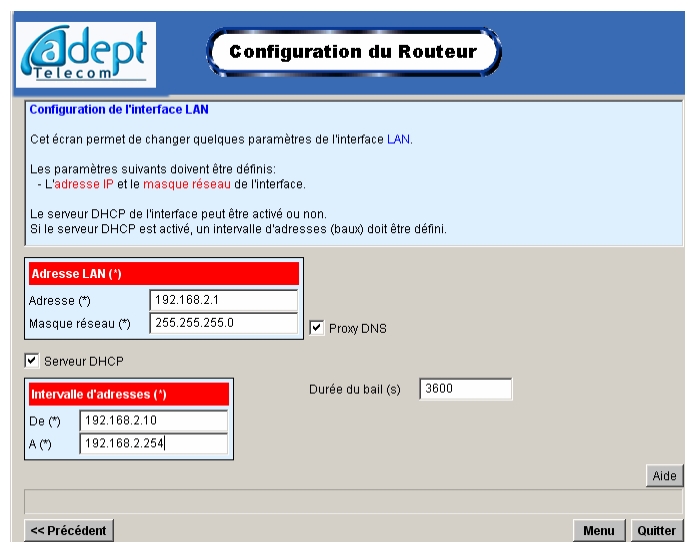 adept
Telecom
Configuration du Routeur
Configuration de l'interface LAN
Cet écran permet de changer quelques paramètres de l'interface LAN.
Les paramètres suivants doivent être définis:
- L'adresse IP et le masque réseau de l'interface.
Le serveur DHCP de l'interface peut être activé ou non.
Si le serveur DHCP est activé, un intervalle d'adresses (baux) doit être défini.
Adresse LAN (*)
Adresse (*) 192.168.2.1
Masque réseau (*) 255.255.255.0
Proxy DNS
Serveur DHCP
Intervalle d'adresses (*)
Durée du bail (s) 3600
De (*) 192.168.2.10
A (*) 192.168.2.254
Aide
<< Précédent
Menu
Quitter